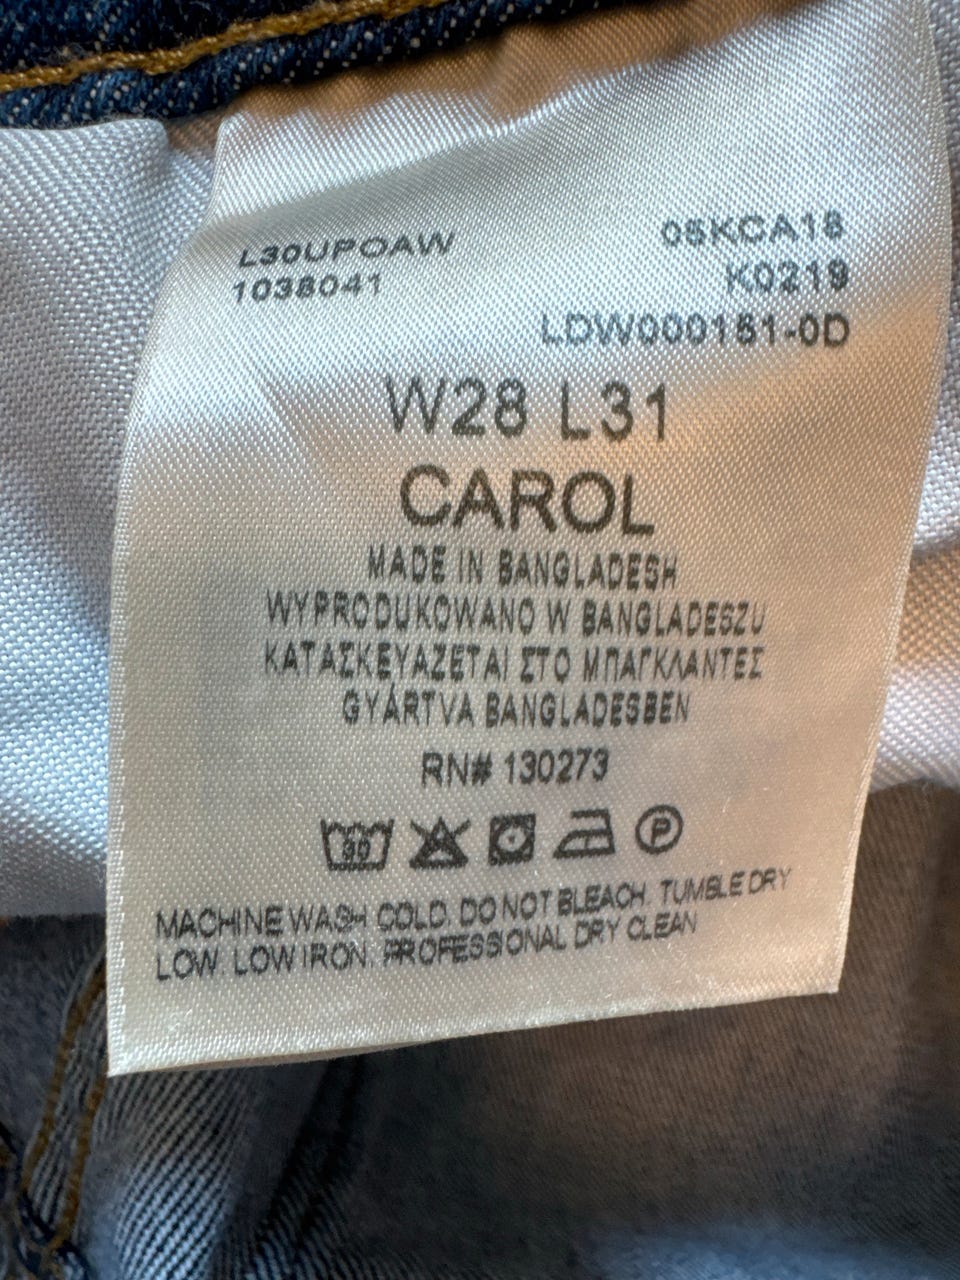 L30UPOAW
1038041
05KCA18
K0219
LDW000151-0D
W28 L31
CAROL
MADE IN BANGLADESH
WYPRODUKOWANO W BANGLADESZU
ΚΑΤΑΣΚΕΥΑΖΕΤΑΙ ΣΤΟ ΜΠΑΓΚΛΑΝΤΕΣ
GYÁRTVA BANGLADESBEN
RN# 130273
30
P
MACHINE WASH COLD. DO NOT BLEACH. TUMBLE DRY
LOW. LOW IRON. PROFESSIONAL DRY CLEAN